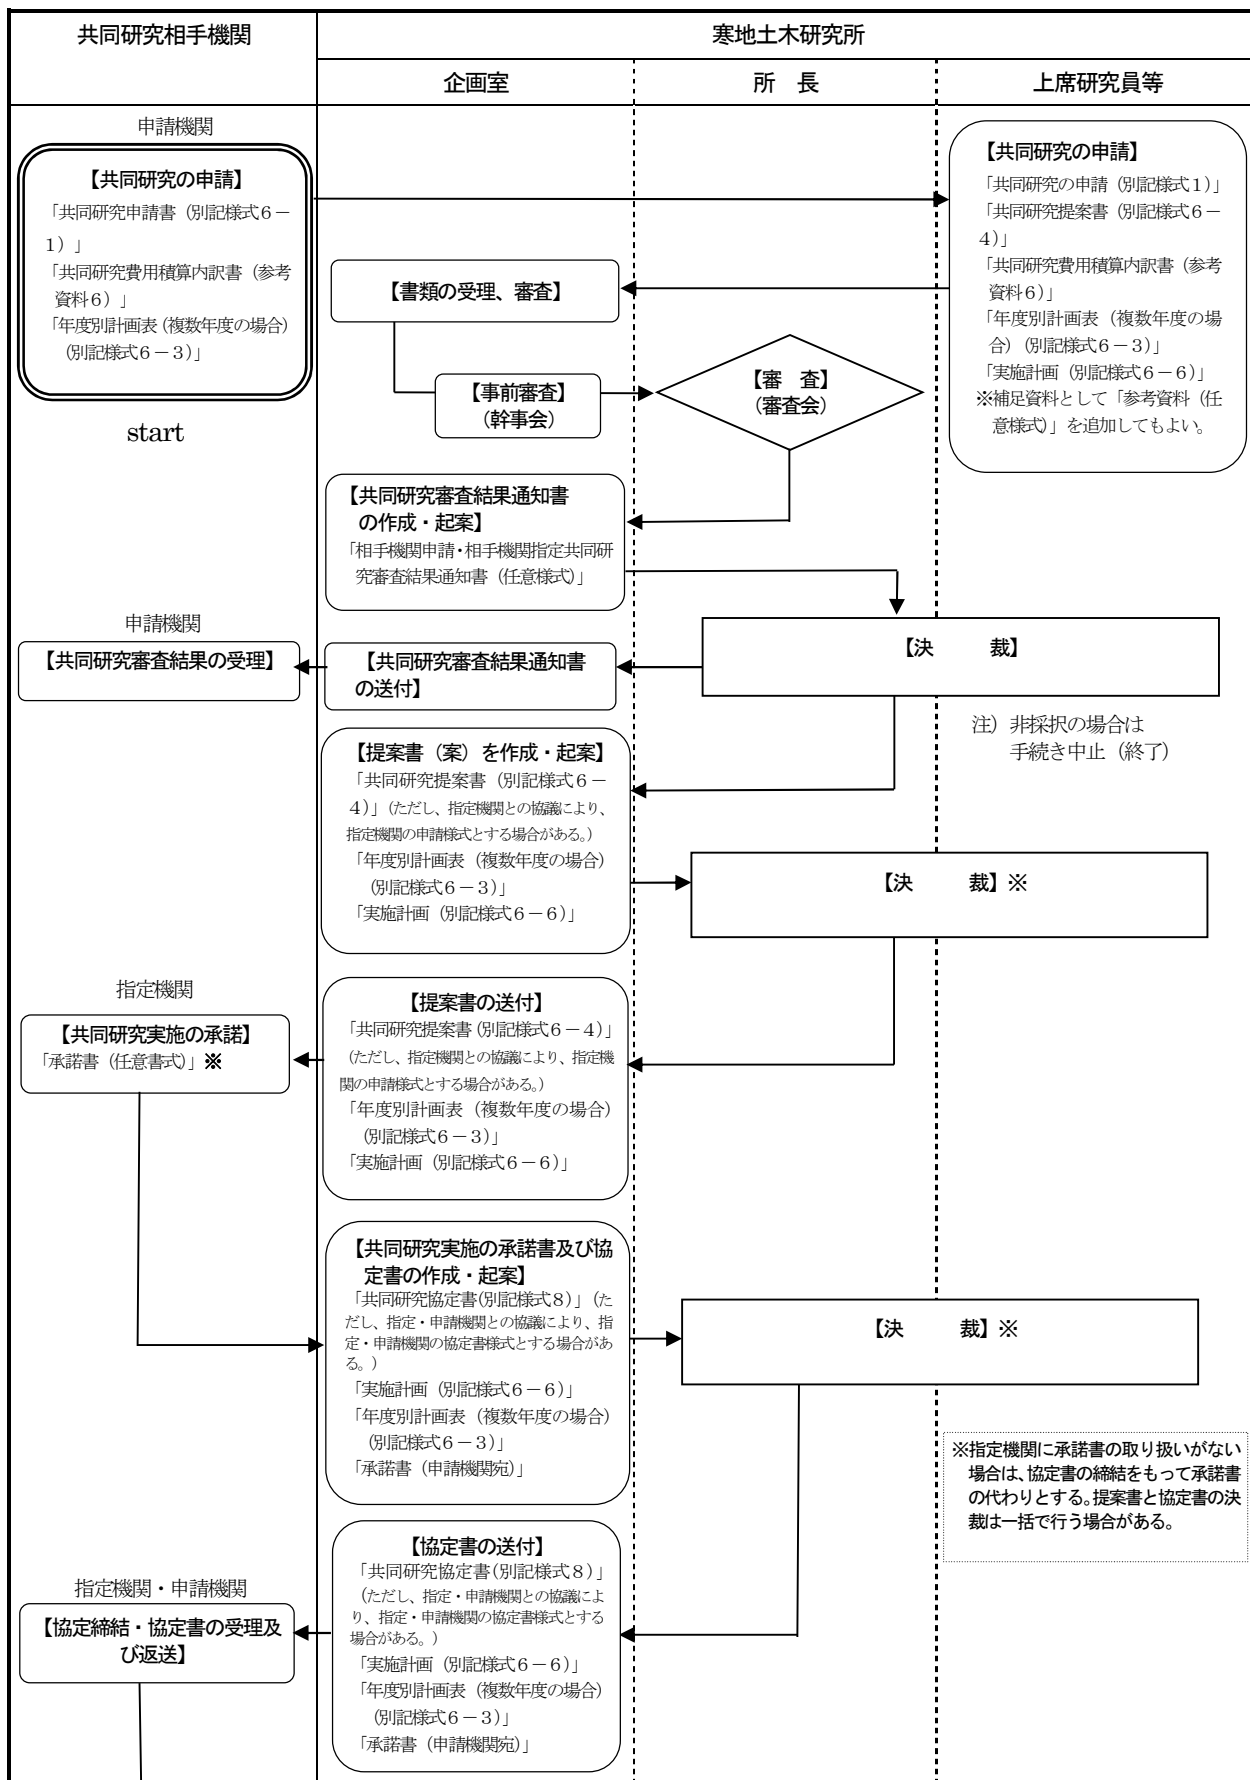 共同研究相手機関
寒地土木研究所
企画室
所　長
上席研究員等
申請機関
【共同研究の申請】
「共同研究申請書（別記様式６－
１）」
「共同研究費用積算内訳書（参考
資料６）」
「年度別計画表（複数年度の場合）
（別記様式６－３）」
start
【共同研究の申請】
「共同研究の申請（別記様式１）」
「共同研究提案書（別記様式６－
４）」
「共同研究費用積算内訳書（参考
資料６）」
「年度別計画表（複数年度の場
合）（別記様式６－３）」
「実施計画（別記様式６－６）」
※補足資料として「参考資料（任
意様式）」を追加してもよい。
【書類の受理、審査】
【事前審査】
（幹事会）
【審　査】
（審査会）
【共同研究審査結果通知書
の作成・起案】
「相手機関申請・相手機関指定共同研
究審査結果通知書（任意様式）」
【決　　裁】
申請機関
【共同研究審査結果の受理】
【共同研究審査結果通知書
の送付】
注）非採択の場合は
手続き中止（終了）
【提案書（案）を作成・起案】
「共同研究提案書（別記様式６－
４）」（ただし、指定機関との協議により、
指定機関の申請様式とする場合がある。）
「年度別計画表（複数年度の場合）
（別記様式６－３）」
「実施計画（別記様式６－６）」
【決　　裁】※
指定機関
【共同研究実施の承諾】
「承諾書（任意書式）」※
【提案書の送付】
「共同研究提案書（別記様式６－４）」
（ただし、指定機関との協議により、指定機
関の申請様式とする場合がある。）
「年度別計画表（複数年度の場合）
（別記様式６－３）」
「実施計画（別記様式６－６）」
【共同研究実施の承諾書及び協
定書の作成・起案】
「共同研究協定書（別記様式８）」（た
だし、指定・申請機関との協議により、指
定・申請機関の協定書様式とする場合があ
る。）
「実施計画（別記様式６－６）」
「年度別計画表（複数年度の場合）
（別記様式６－３）」
「承諾書（申請機関宛）」
【決　　裁】※
※指定機関に承諾書の取り扱いがない
場合は、協定書の締結をもって承諾書
の代わりとする。提案書と協定書の決
裁は一括で行う場合がある。
【協定書の送付】
「共同研究協定書（別記様式８）」
（ただし、指定・申請機関との協議によ
り、指定・申請機関の協定書様式とする
場合がある。）
「実施計画（別記様式６－６）」
「年度別計画表（複数年度の場合）
（別記様式６－３）」
「承諾書（申請機関宛）」
指定機関・申請機関
【協定締結・協定書の受理及
び返送】